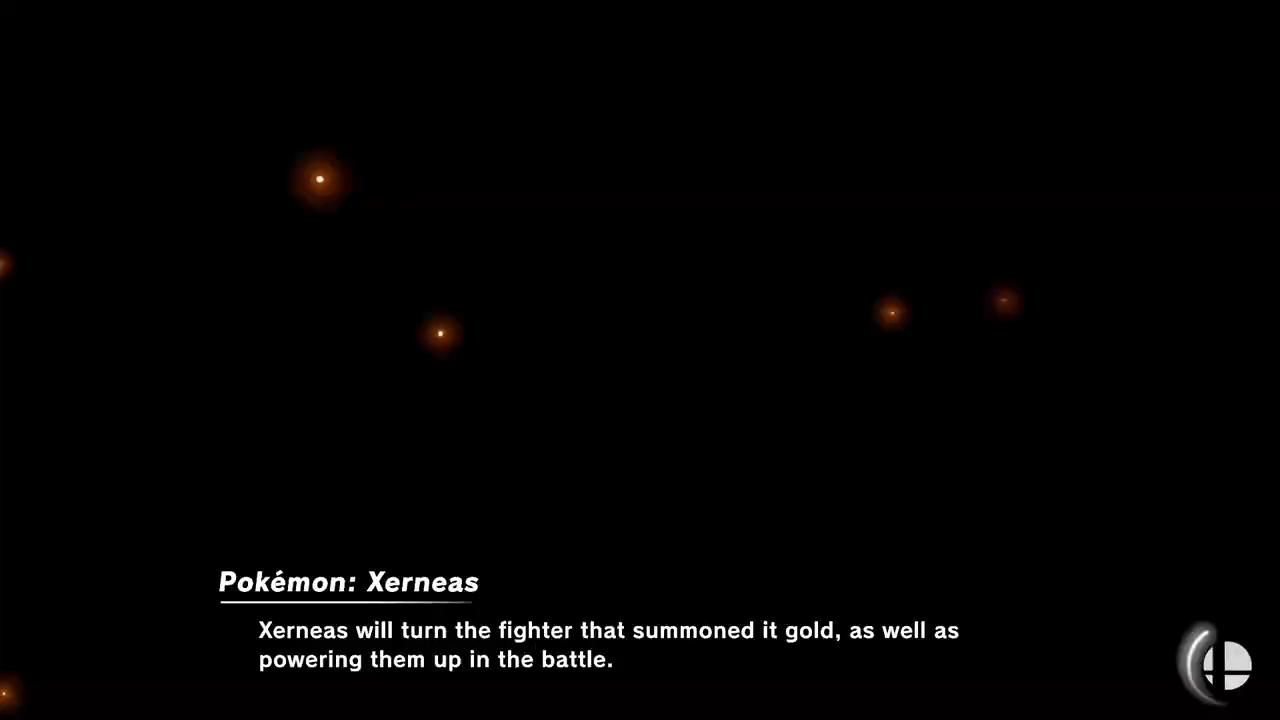 Pokémon: Xerneas
Xerneas will turn the fighter that summoned it gold, as well as
powering them up in the battle.